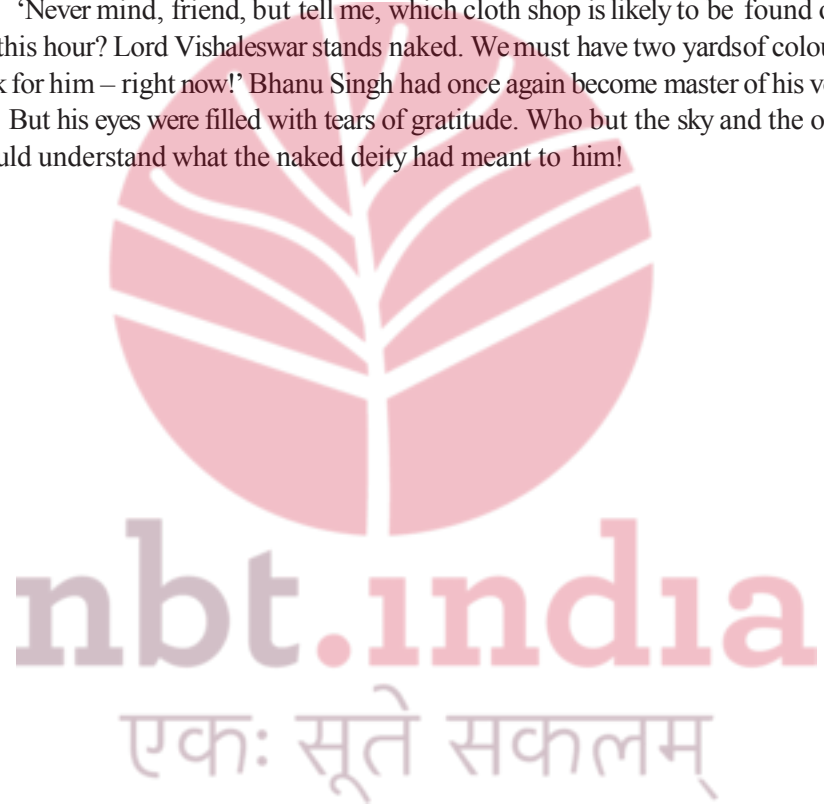 ‘Never mind, friend, but tell me, which cloth shop is likely to be found
this hour? Lord Vishaleswar stands naked. We must have two yards of
for him – right now!’ Bhanu Singh had once again become master of his
But his eyes were filled with tears of gratitude. Who but the sky and the
understand what the naked deity had meant to him!
nbt.india
एकः सूते सकलम्